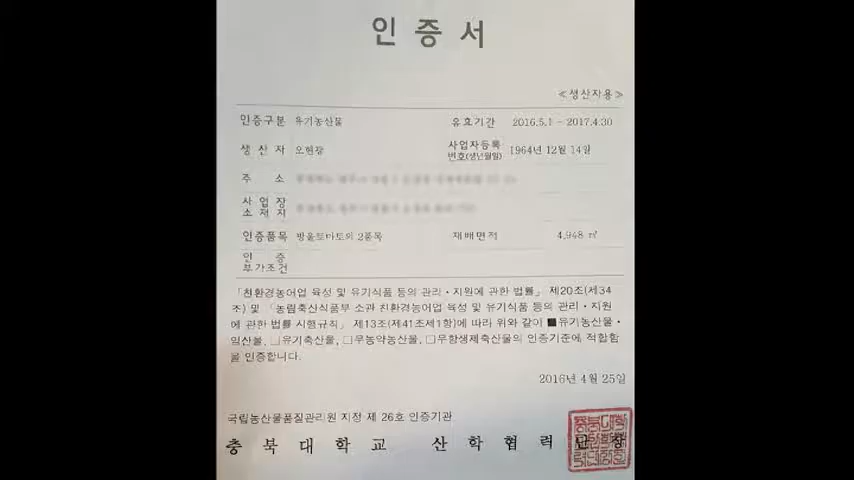 인 증 서
≪생산자용≫
인증구분 유기농산물 유효기간 2016.5.1 ~ 2017.4.30
생 산 자 오현광 사업자등록번호(생년월일) 1964년 12월 14일
주 소
사 업 장 소 재 지
인증품목 방울토마토외 2품목 재배면적 4,948 ㎡
인 증 부가조건
「친환경농어업 육성 및 유기식품 등의 관리·지원에 관한 법률」 제20조(제34
조) 및 「농림축산식품부 소관 친환경농어업 육성 및 유기식품 등의 관리·지원
에 관한 법률 시행규칙」 제13조(제41조제1항)에 따라 위와 같이 ■유기농산물·
임산물, □유기축산물, □무농약농산물, □무항생제축산물의 인증기준에 적합함
을 인증합니다.
2016년 4월 25일
국립농산물품질관리원 지정 제 26호 인증기관
충 북 대 학 교 산 학 협 력 단 장